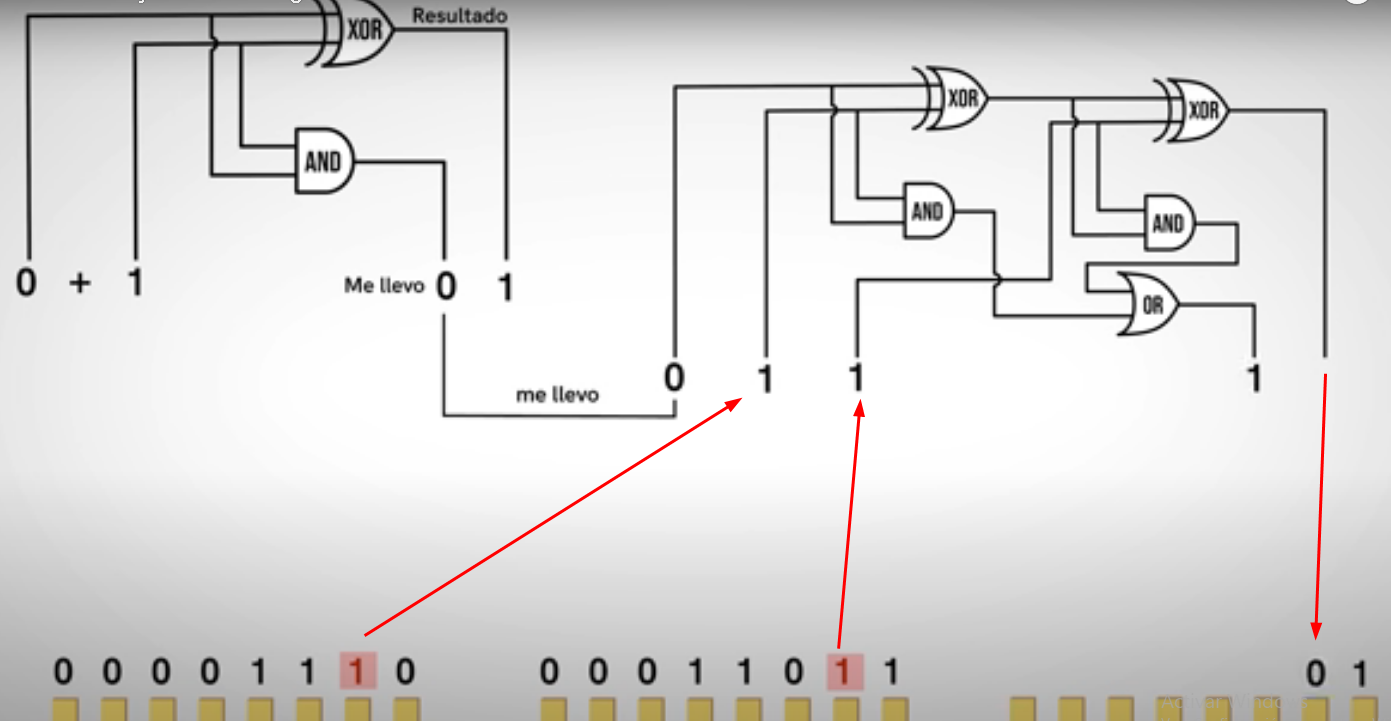 Resultado
XOR
XOR
XOR
AND
AND
AND
OR
0 + 1
Me llevo 0 1
0 1 1
1
me llevo
0 0 0 0 1 1 1 0
0 0 0 1 1 0 1 1
0 1
Activar Windows